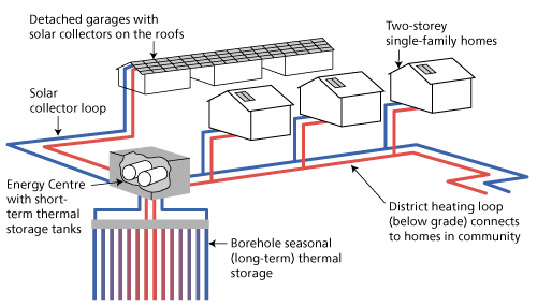 Detached garages with
solar collectors on the roofs
Two-storey
single-family homes
Solar
collector loop
Energy Centre
with short-
term thermal
storage tanks
District heating loop
(below grade) connects
to homes in community
Borehole seasonal
(long-term) thermal
storage